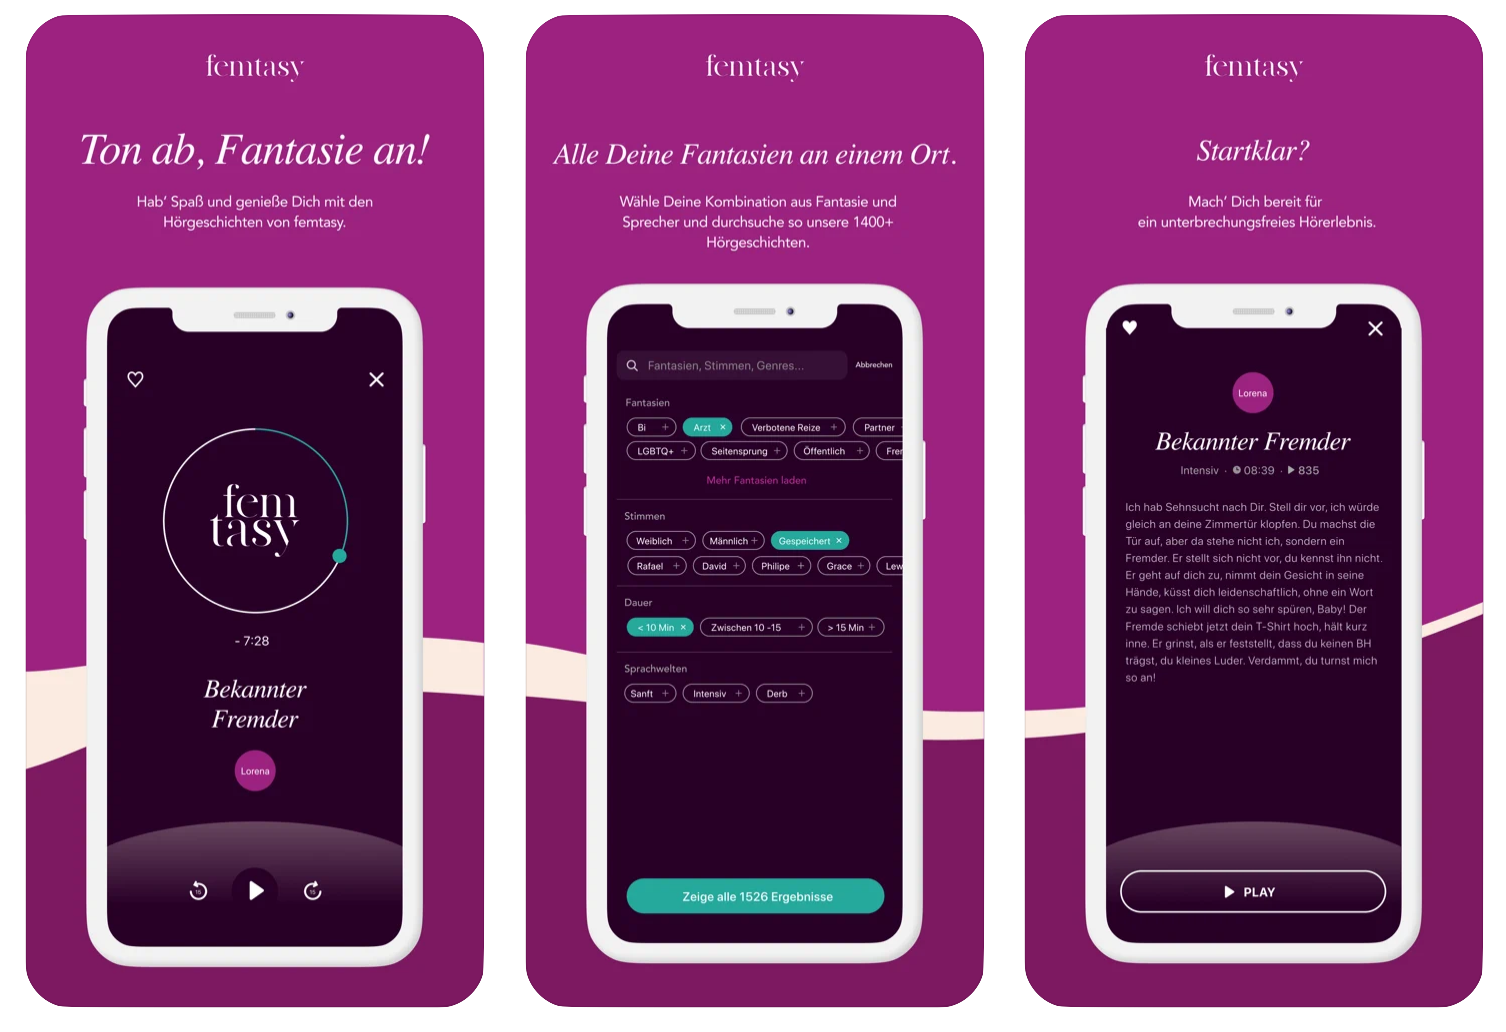 femtasy
Ton ab, Fantasie an!
Hab' Spaß und genieße Dich mit den
Hörgeschichten von femtasy.
fem
tasy
- 7:28
Bekannter
Fremder
Lorena
15
15
femtasy
Alle Deine Fantasien an einem Ort.
Wähle Deine Kombination aus Fantasie und
Sprecher und durchsuche so unsere 1400+
Hörgeschichten.
Fantasien, Stimmen, Genres... Abbrechen
Fantasien
Bi + Arzt × Verbotene Reize + Partner
LGBTQ+ + Seitensprung + Öffentlich + Frem
Mehr Fantasien laden
Stimmen
Weiblich + Männlich + Gespeichert ×
Rafael + David + Philipe + Grace + Lew
Dauer
< 10 Min × Zwischen 10 -15 + > 15 Min +
Sprachwelten
Sanft + Intensiv + Derb +
Zeige alle 1526 Ergebnisse
femtasy
Startklar?
Mach' Dich bereit für
ein unterbrechungsfreies Hörerlebnis.
Lorena
Bekannter Fremder
Intensiv · 08:39 · 835
Ich hab Sehnsucht nach Dir. Stell dir vor, ich würde
gleich an deine Zimmertür klopfen. Du machst die
Tür auf, aber da stehe nicht ich, sondern ein
Fremder. Er stellt sich nicht vor, du kennst ihn nicht.
Er geht auf dich zu, nimmt dein Gesicht in seine
Hände, küsst dich leidenschaftlich, ohne ein Wort
zu sagen. Ich will dich so sehr spüren, Baby! Der
Fremde schiebt jetzt dein T-Shirt hoch, hält kurz
inne. Er grinst, als er feststellt, dass du keinen BH
trägst, du kleines Luder. Verdammt, du turnst mich
so an!
PLAY